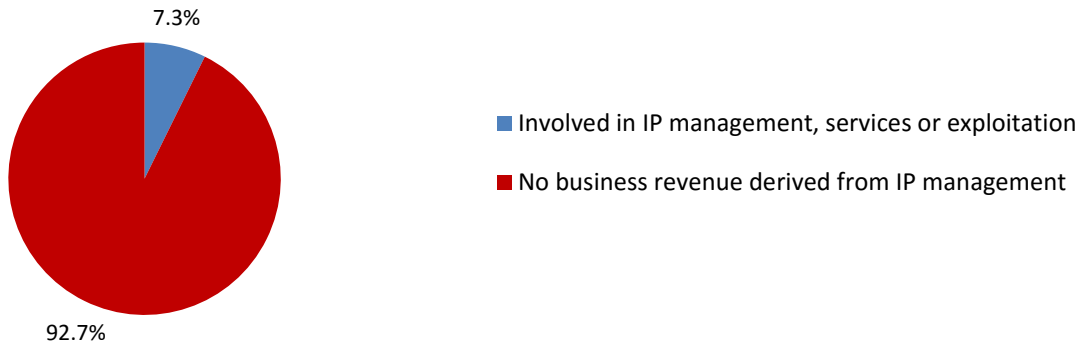 7.3%
Involved in IP management, services or exploitation
No business revenue derived from IP management
92.7%